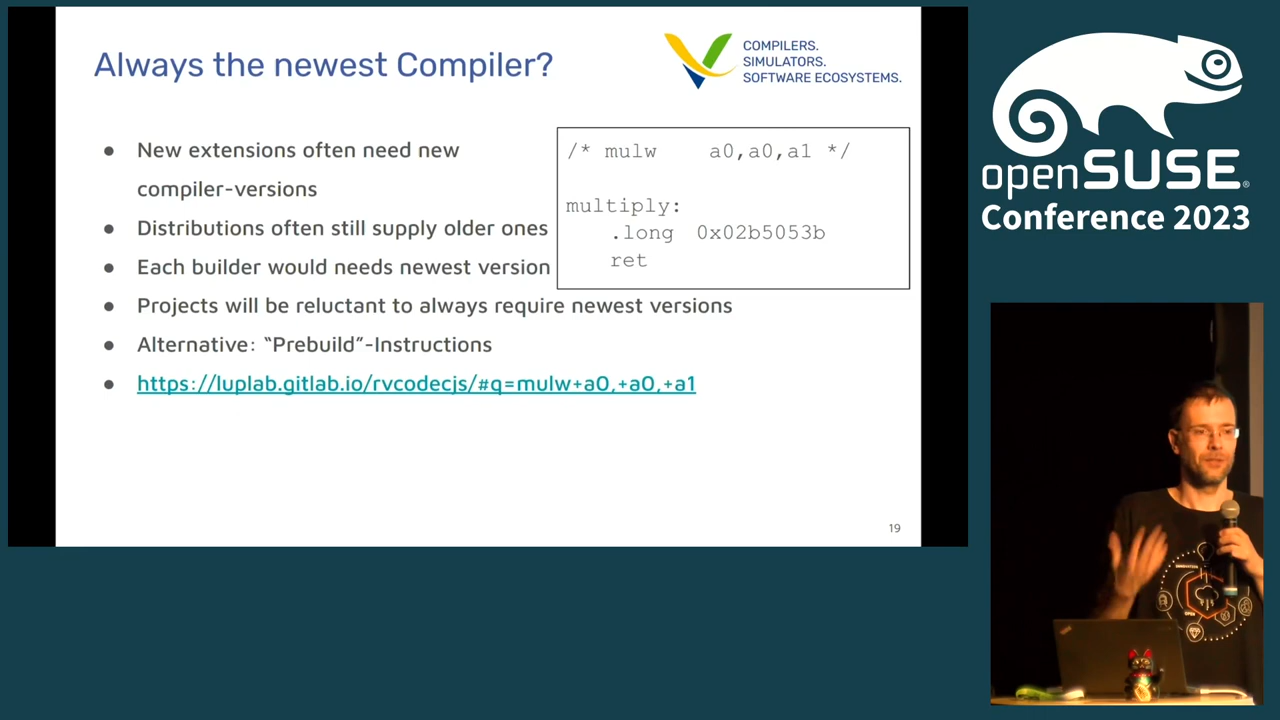 Always the newest Compiler?
COMPILERS.
SIMULATORS.
SOFTWARE ECOSYSTEMS.
● New extensions often need new
compiler-versions
● Distributions often still supply older ones
● Each builder would needs newest version
● Projects will be reluctant to always require newest versions
● Alternative: “Prebuild”-Instructions
● https://luplab.gitlab.io/rvcodecjs/#q=mulw+a0,+a0,+a1
/* mulw a0,a0,a1 */
multiply:
.long 0x02b5053b
ret
19
openSUSE®
Conference 2023